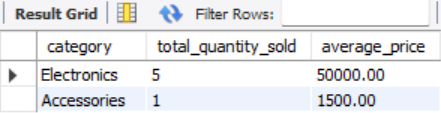 Result Grid Filter Rows:
category total_quantity_sold average_price
Electronics 5 50000.00
Accessories 1 1500.00